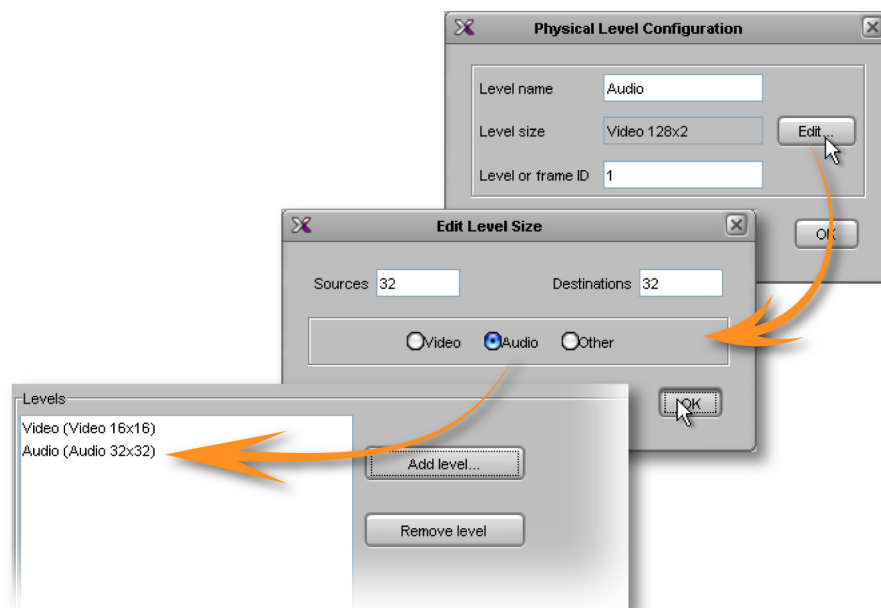 Physical Level Configuration
Level name Audio
Level size Video 128x2 Edit...
Level or frame ID 1
OK
Edit Level Size
Sources 32 Destinations 32
Video Audio Other
OK
Levels
Video (Video 16x16)
Audio (Audio 32x32)
Add level...
Remove level